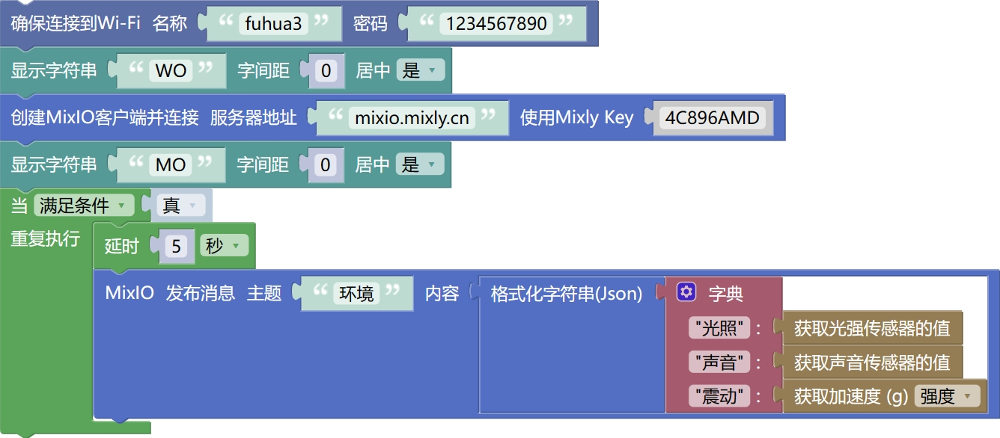 确保连接到Wi-Fi 名称 “ fuhua3 ” 密码 “ 1234567890 ”
显示字符串 “ WO ” 字间距 0 居中 是
创建MixIO客户端并连接 服务器地址 “ mixio.mixly.cn ” 使用Mixly Key 4C896AMD
显示字符串 “ MO ” 字间距 0 居中 是
当 满足条件 真
重复执行
延时 5 秒
MixIO 发布消息 主题 “ 环境 ” 内容 格式化字符串(Json) 字典
"光照" : 获取光强传感器的值
"声音" : 获取声音传感器的值
"震动" : 获取加速度 (g) 强度